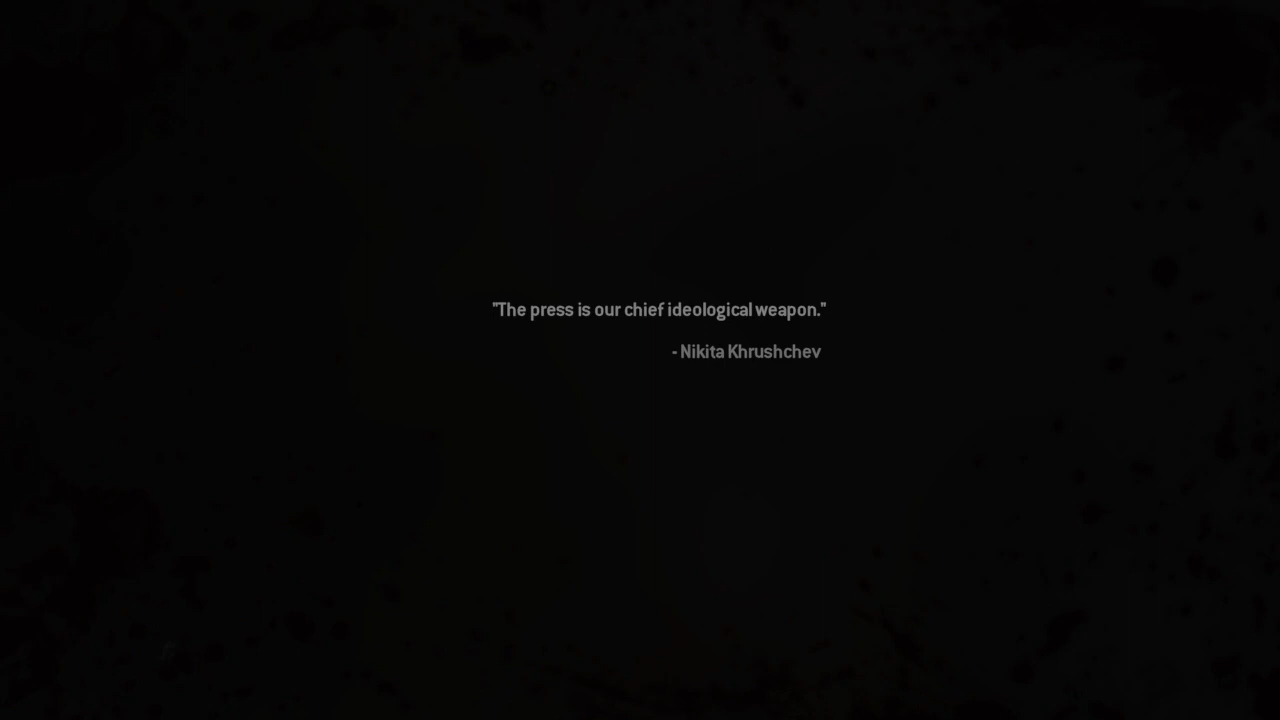 "The press is our chief ideological weapon."
- Nikita Khrushchev